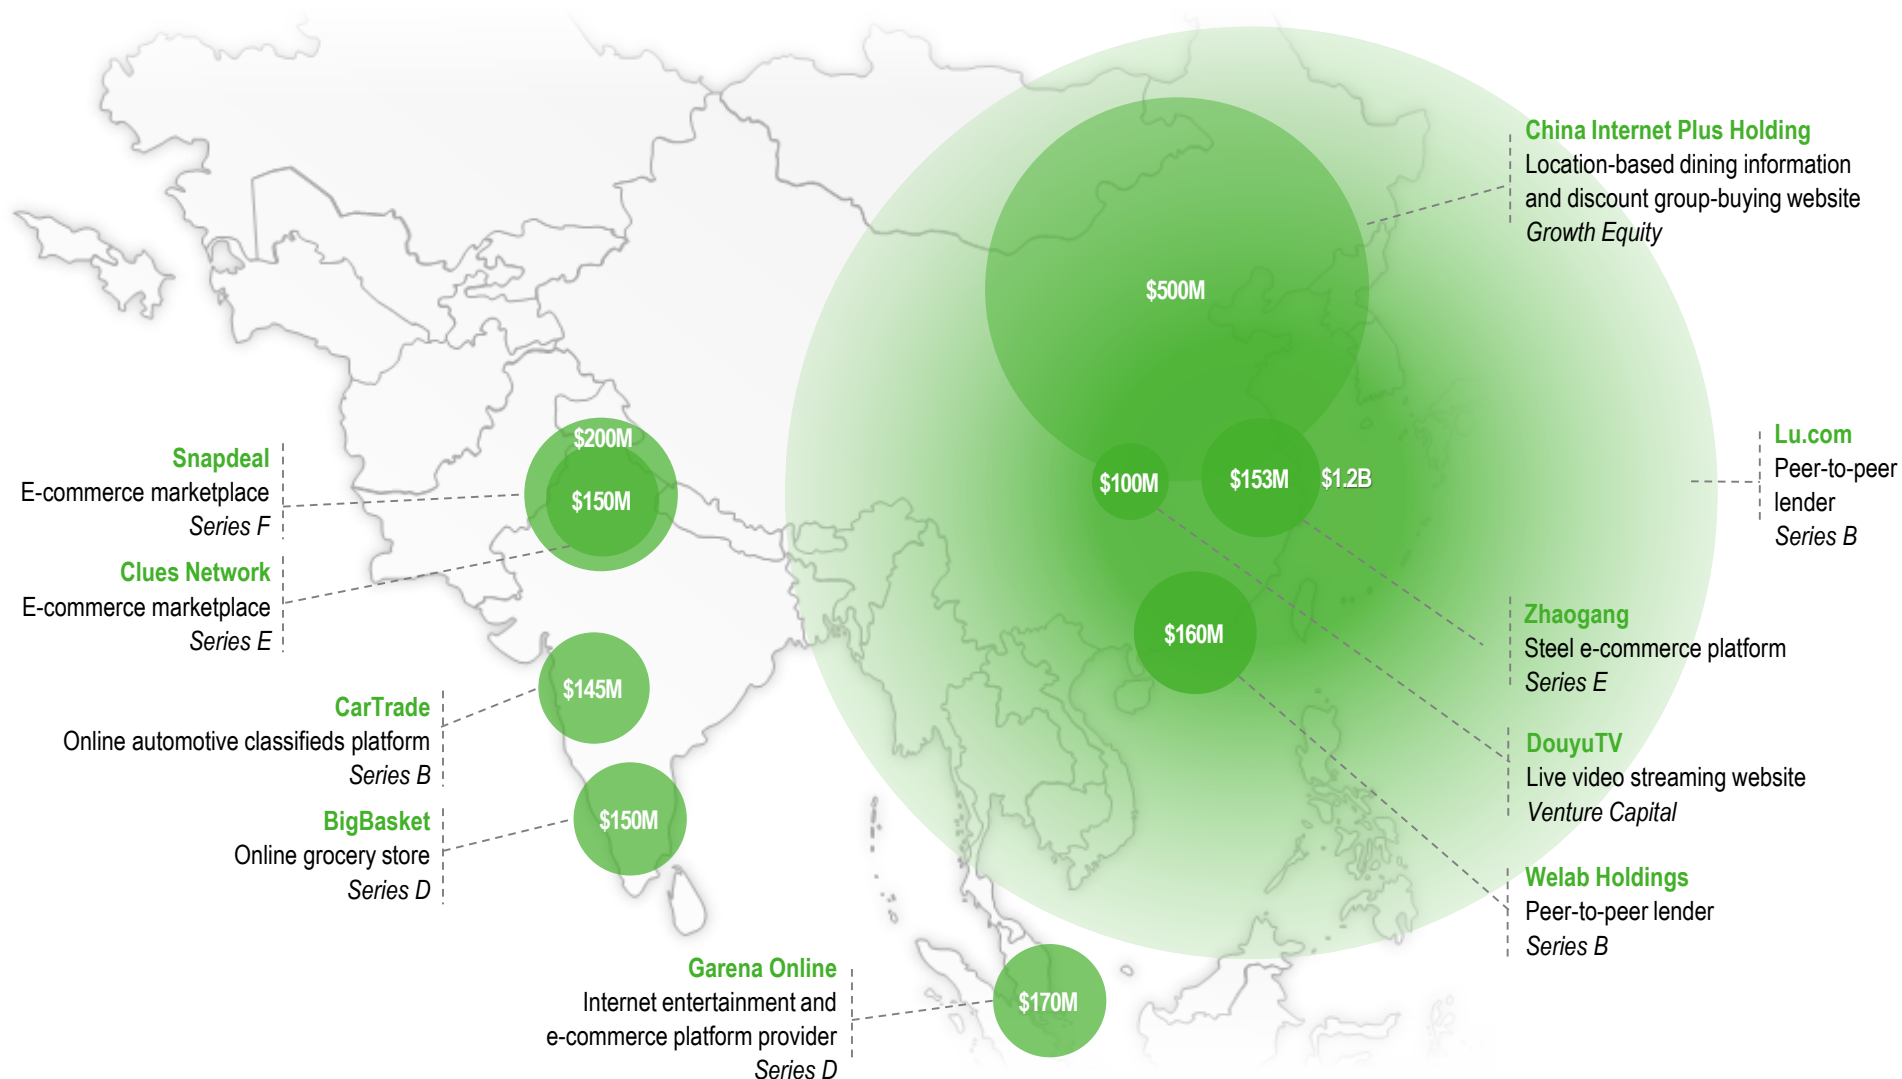 China Internet Plus Holding
Location-based dining information
and discount group-buying website
Growth Equity
$500M
Lu.com
Peer-to-peer
lender
Series B
$200M
$150M
Snapdeal
E-commerce marketplace
Series F
$100M
$153M
$1.2B
Clues Network
E-commerce marketplace
Series E
Zhaogang
Steel e-commerce platform
Series E
$160M
$145M
CarTrade
Online automotive classifieds platform
Series B
DouyuTV
Live video streaming website
Venture Capital
$150M
BigBasket
Online grocery store
Series D
Welab Holdings
Peer-to-peer lender
Series B
Garena Online
Internet entertainment and
e-commerce platform provider
Series D
$170M